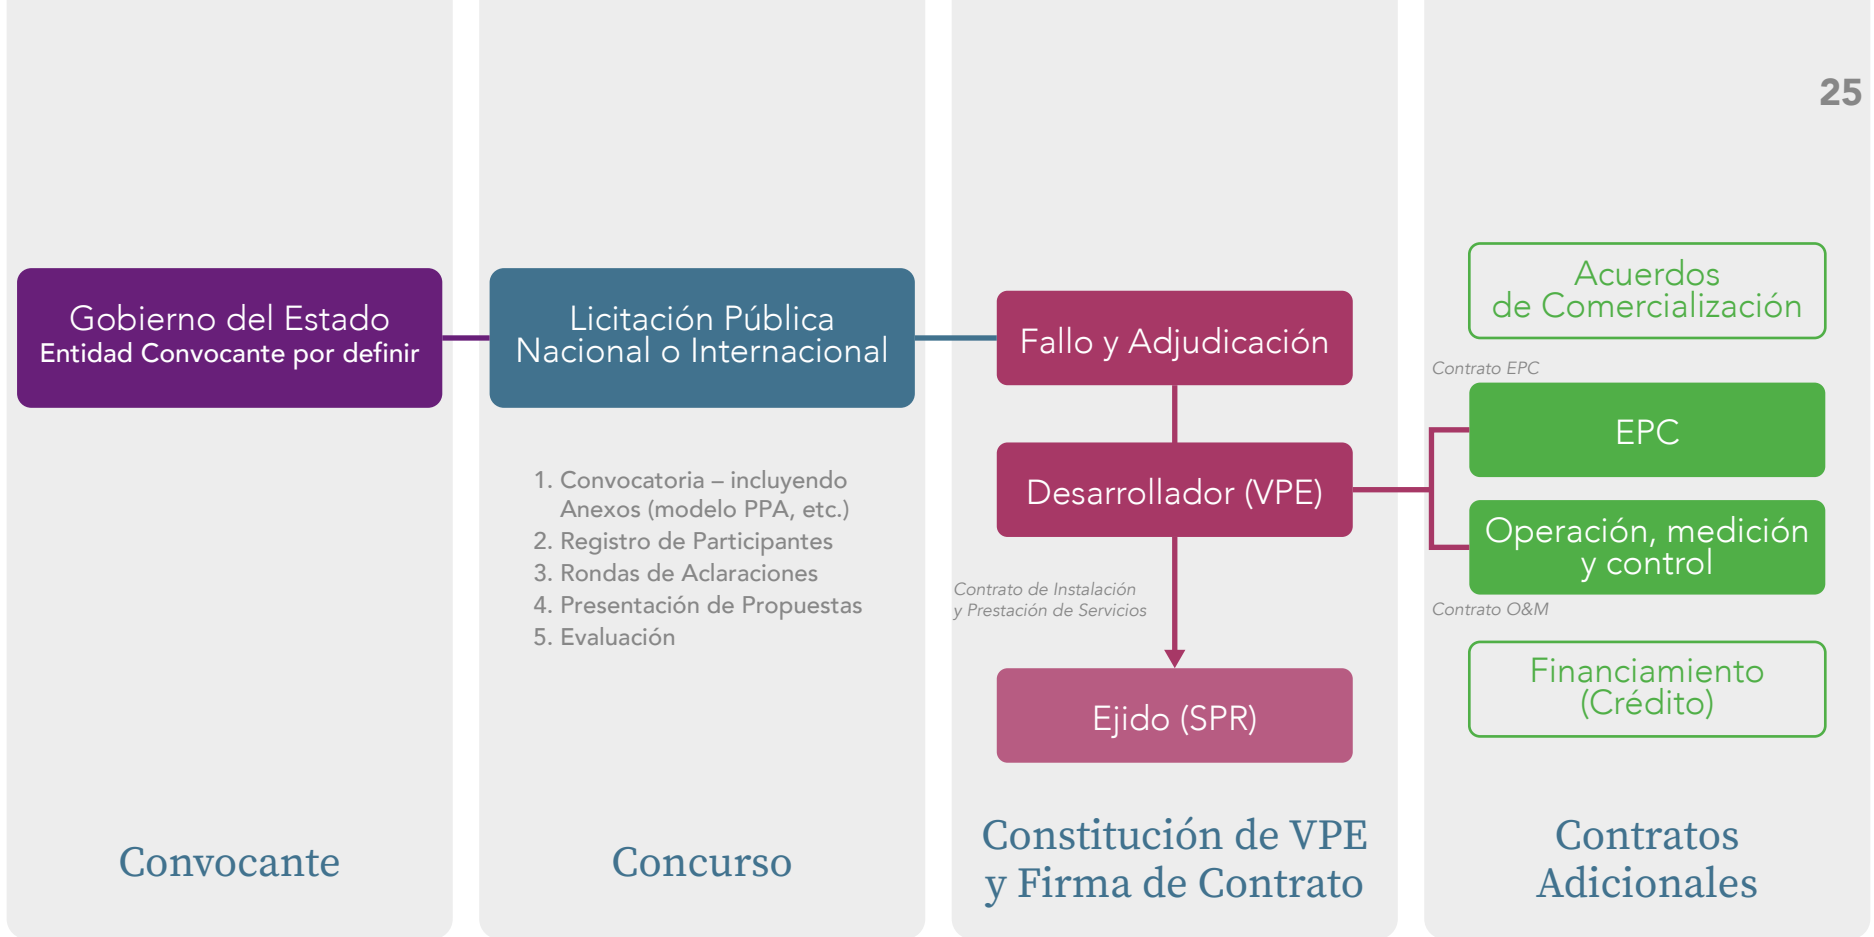 25
Gobierno del Estado
Entidad Convocante por definir
Convocante
Licitación Pública
Nacional o Internacional
1. Convocatoria – incluyendo
Anexos (modelo PPA, etc.)
2. Registro de Participantes
3. Rondas de Aclaraciones
4. Presentación de Propuestas
5. Evaluación
Concurso
Fallo y Adjudicación
Desarrollador (VPE)
Contrato de Instalación
y Prestación de Servicios
Ejido (SPR)
Constitución de VPE
y Firma de Contrato
Acuerdos
de Comercialización
Contrato EPC
EPC
Operación, medición
y control
Contrato O&M
Financiamiento
(Crédito)
Contratos
Adicionales